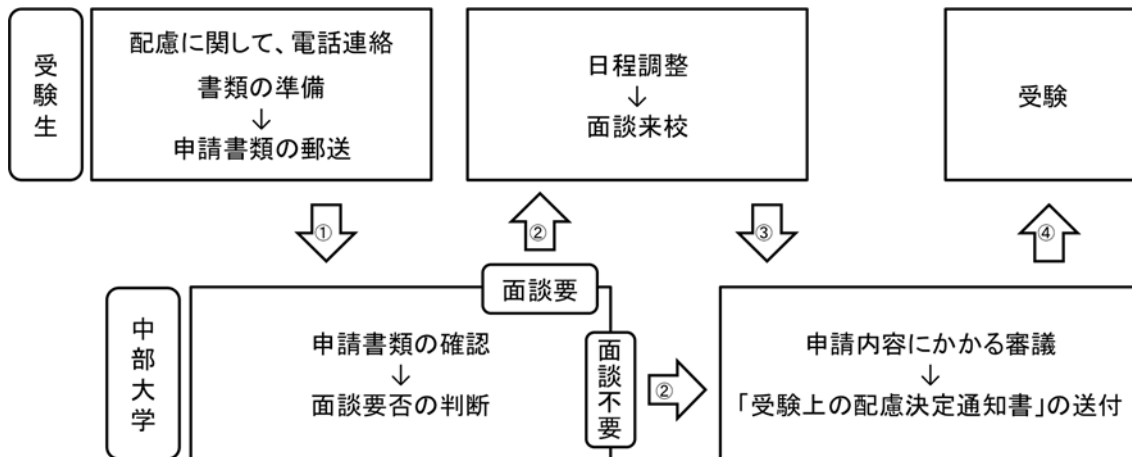 受験生
配慮に関して、電話連絡
書類の準備
↓
申請書類の郵送
日程調整
↓
面談来校
受験
①
②
③
④
中部大学
面談要
申請書類の確認
↓
面談要否の判断
面談不要
②
申請内容にかかる審議
↓
「受験上の配慮決定通知書」の送付